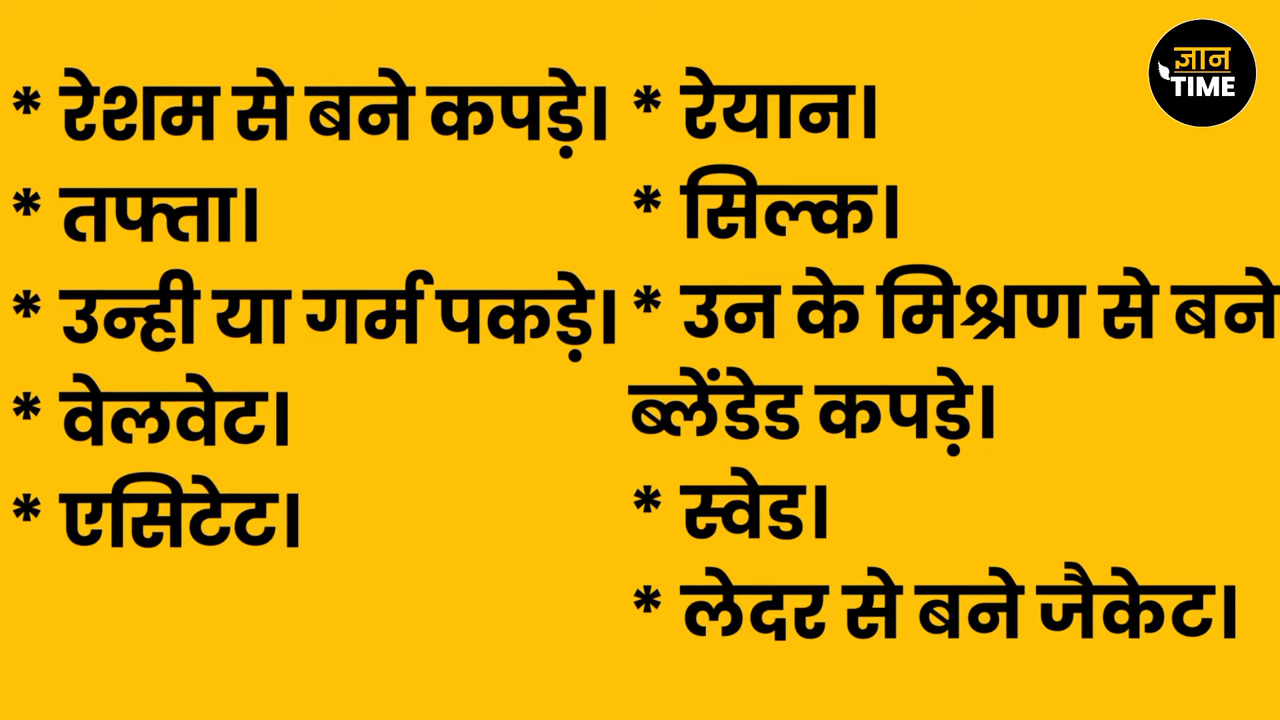 * रेशम से बने कपड़े।
* तफ्ता।
* उन्ही या गर्म पकड़े।
* वेलवेट।
* एसिटेट।
* रेयान।
* सिल्क।
* उन के मिश्रण से बने
ब्लेंडेड कपड़े।
* स्वेड।
* लेदर से बने जैकेट।
ज्ञान
TIME